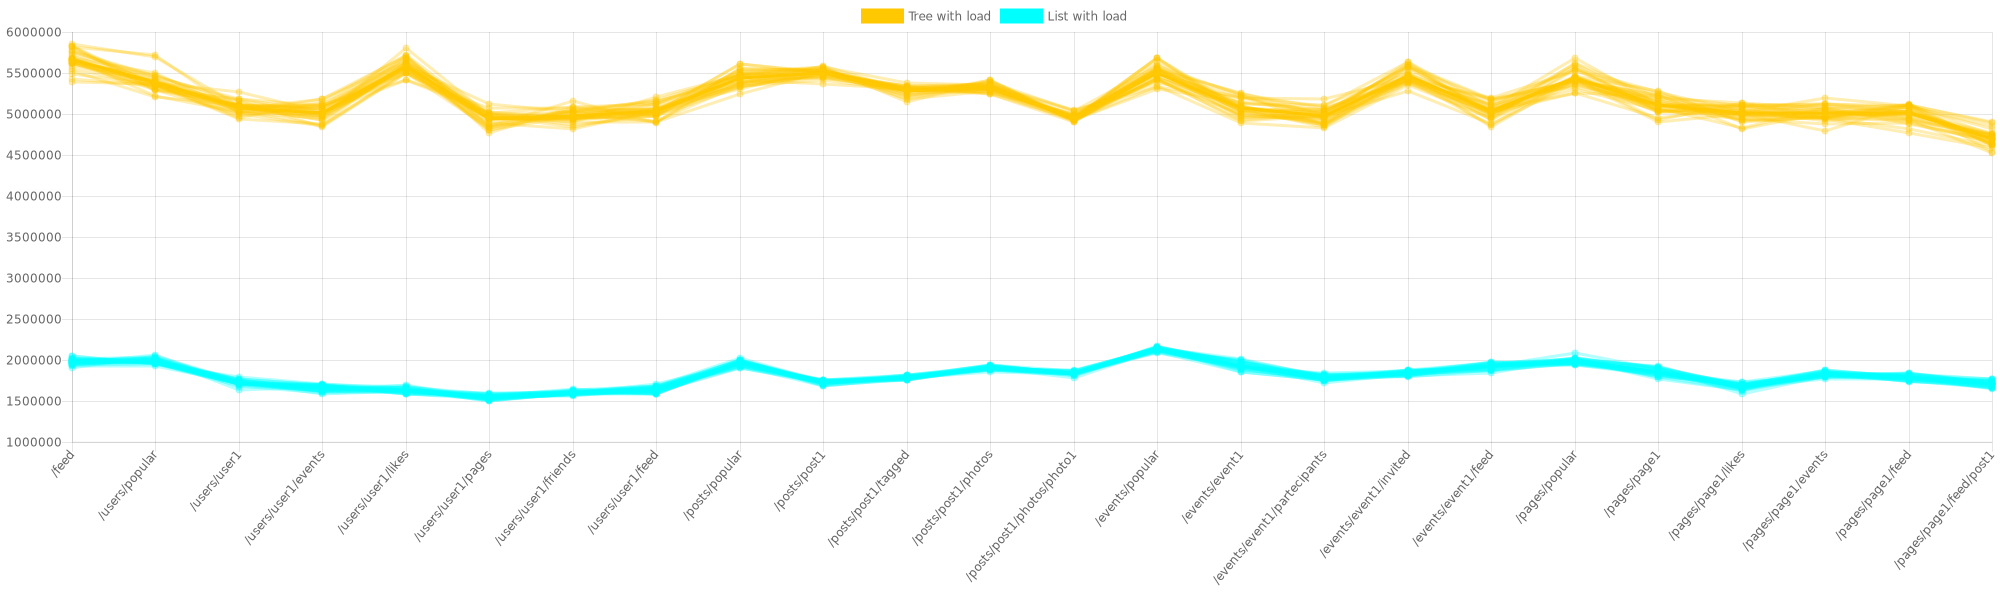 Tree with load
List with load
6000000
5500000
5000000
4500000
4000000
3500000
3000000
2500000
2000000
1500000
1000000
/feed
/users/popular
/users/user1
/users/user1/events
/users/user1/likes
/users/user1/pages
/users/user1/friends
/users/user1/feed
/posts/popular
/posts/post1
/posts/post1/tagged
/posts/post1/photos
/posts/post1/photos/photo1
/events/popular
/events/event1
/events/event1/partecipants
/events/event1/invited
/events/event1/feed
/pages/popular
/pages/page1
/pages/page1/likes
/pages/page1/events
/pages/page1/feed
/pages/page1/feed/post1